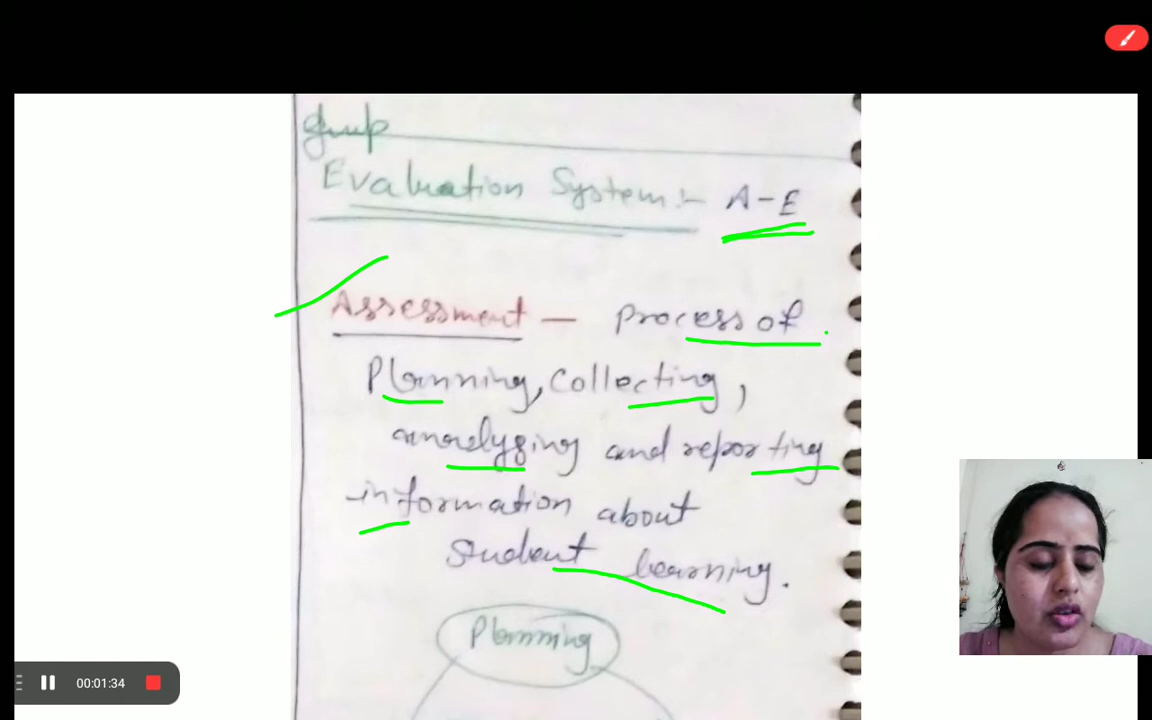 Evaluation System:- A-E
Assessment - Process of
Planning, Collecting,
analyzing and reporting
information about
Student learning.
Planning
00:01:34